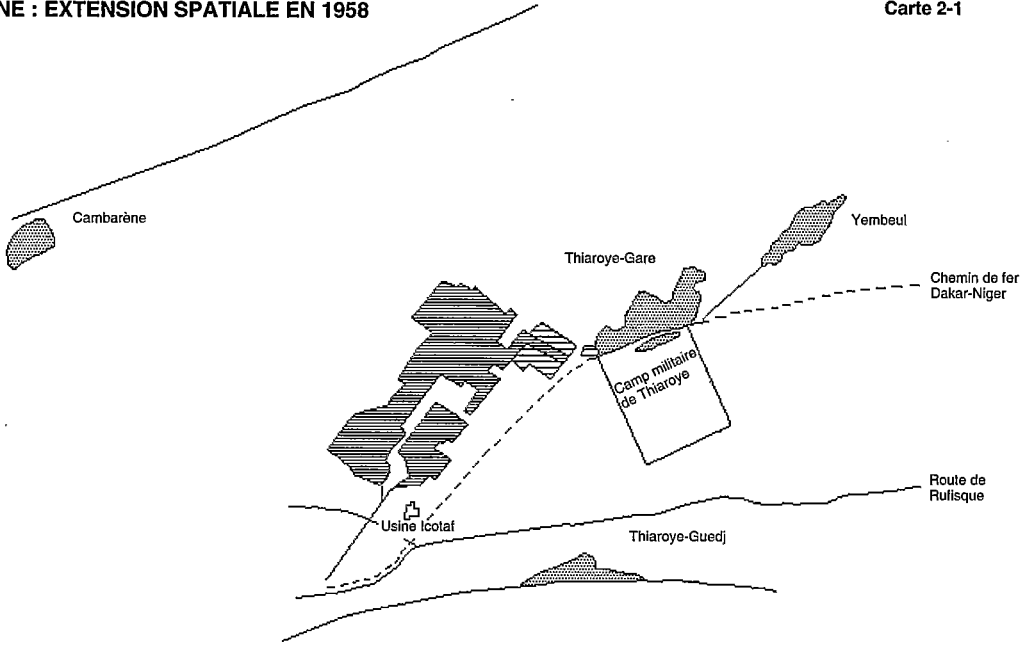 NE : EXTENSION SPATIALE EN 1958
Carte 2-1
Cambarène
Yembeul
Thiaroye-Gare
Chemin de fer
Dakar-Niger
Camp militaire
de Thiaroye
Route de
Rufisque
Usine Icotaf
Thiaroye-Guedj